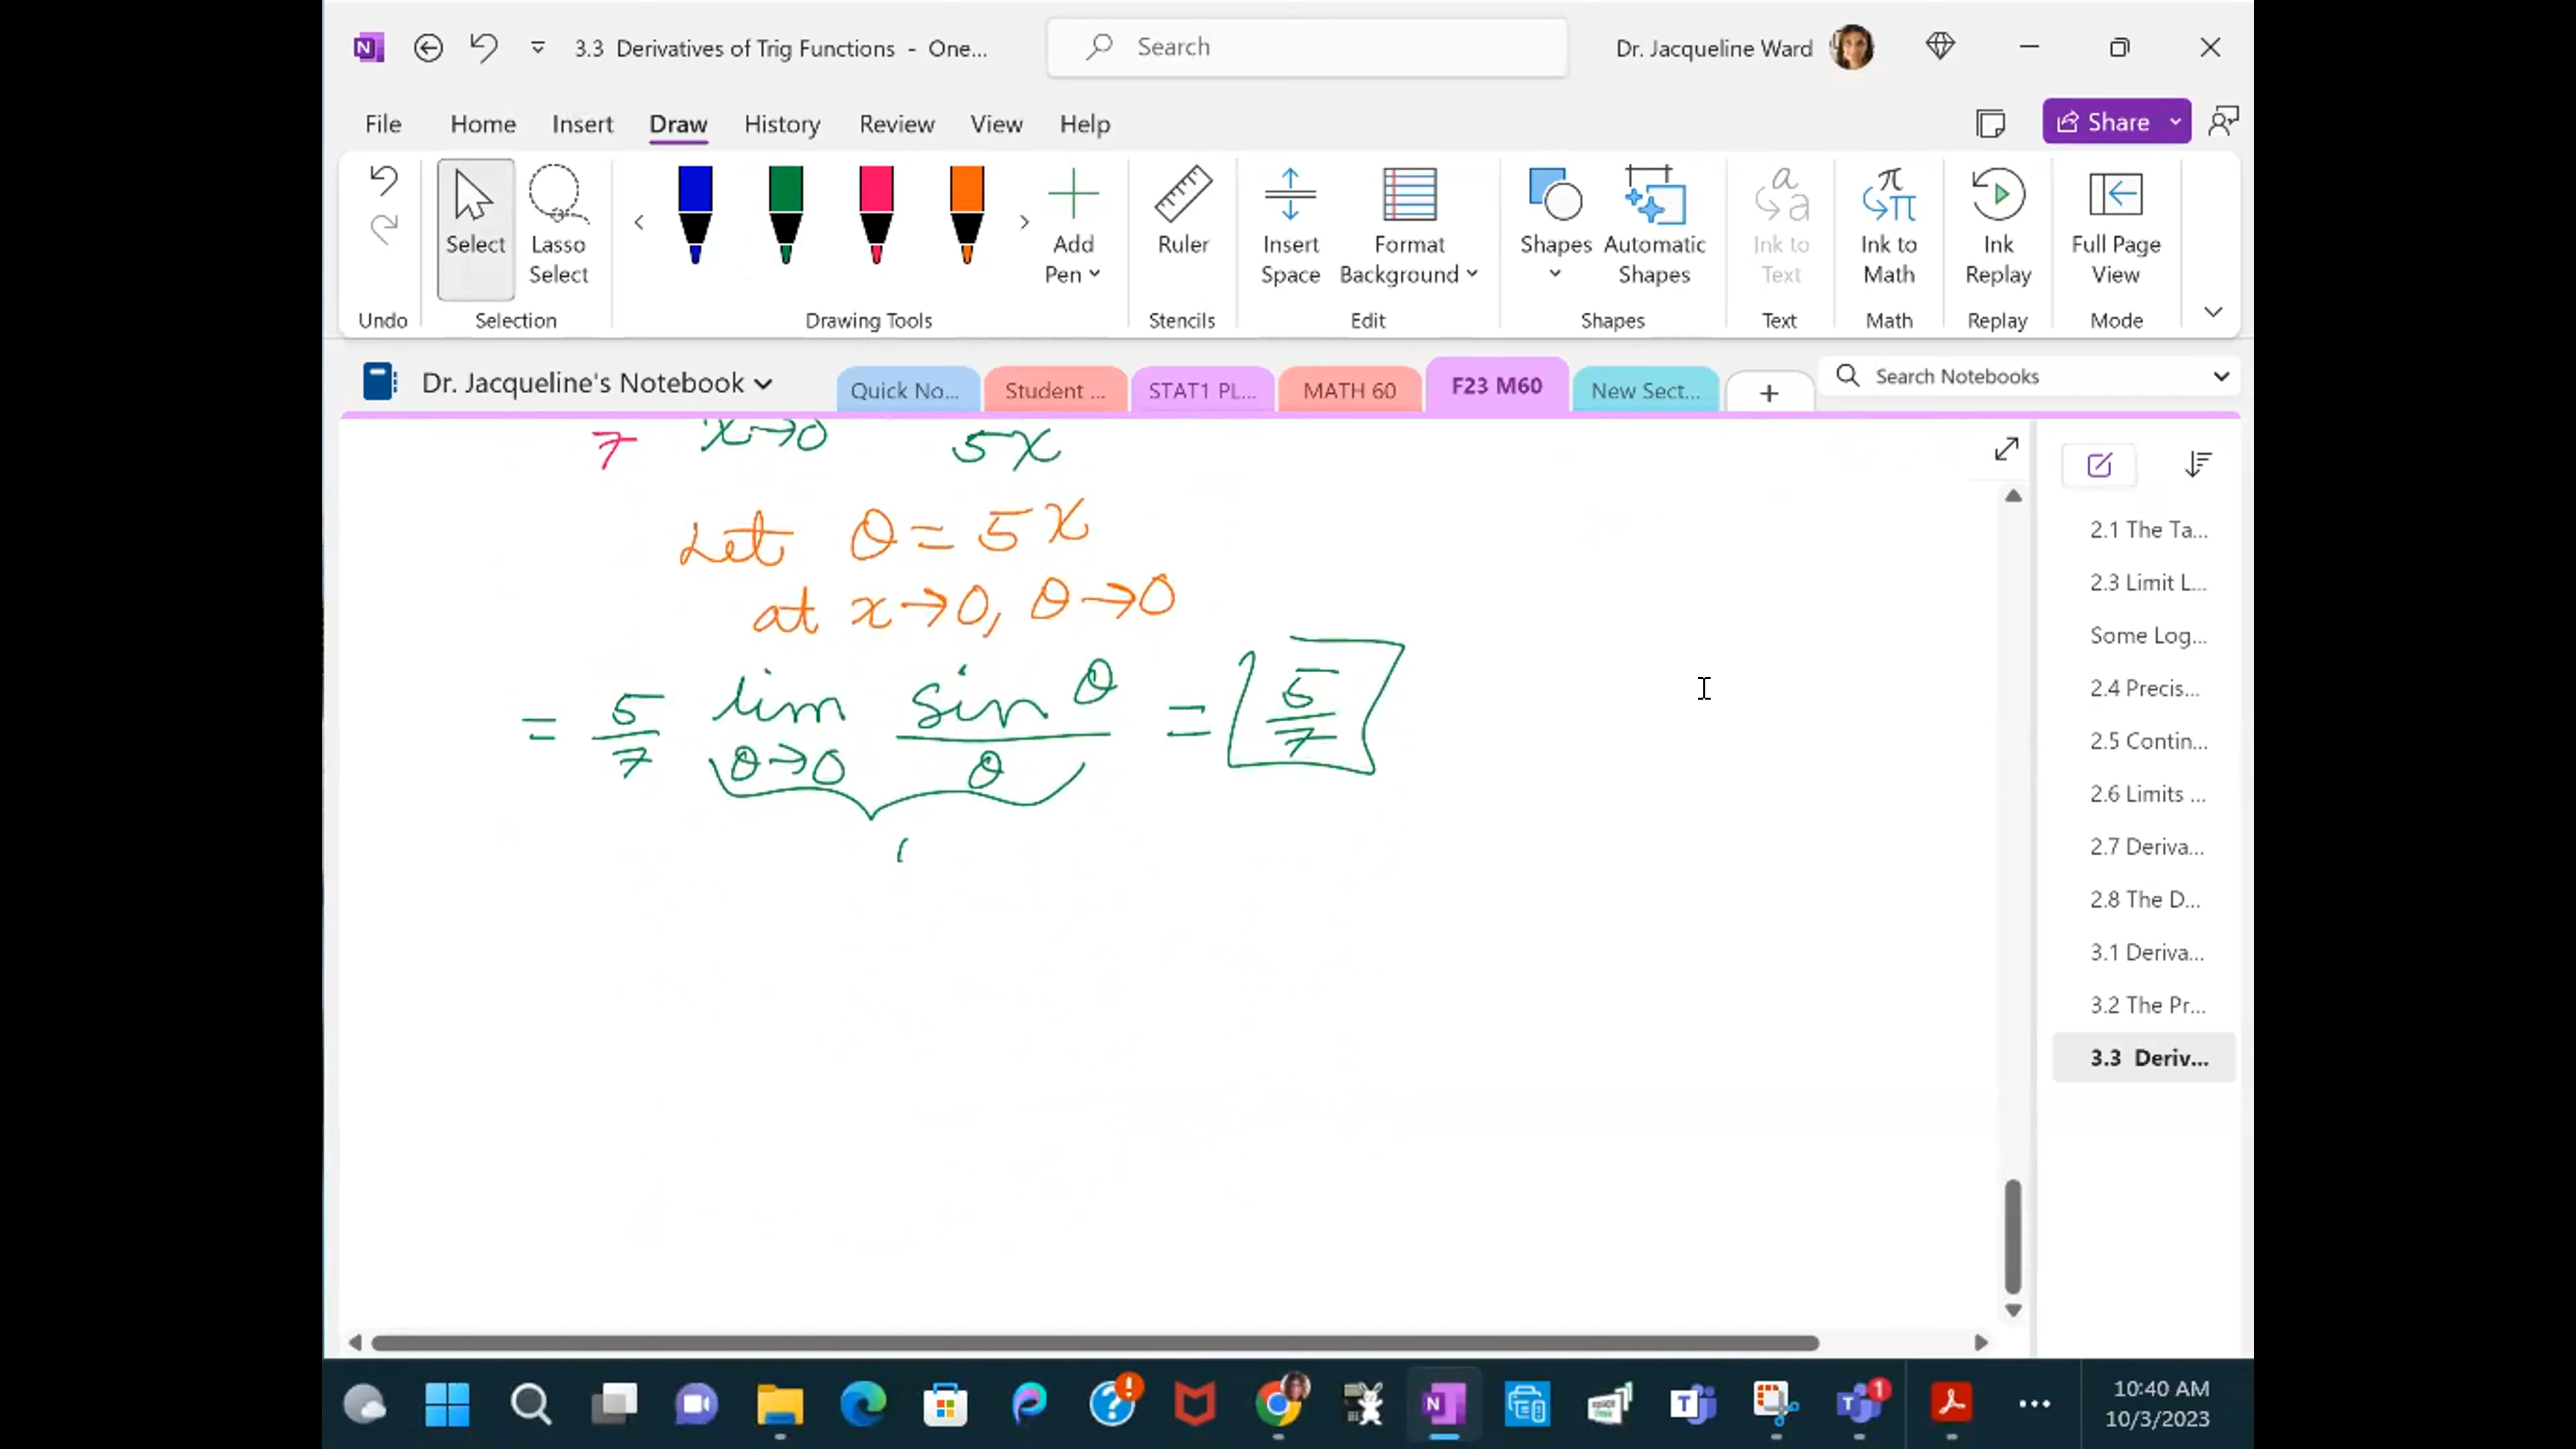 3.3 Derivatives of Trig Functions - One...
Search
Dr. Jacqueline Ward
File Home Insert Draw History Review View Help
Share
Select
Lasso Select
Add Pen
Ruler
Insert Space
Format Background
Shapes
Automatic Shapes
Ink to Text
Ink to Math
Ink Replay
Full Page View
Undo Selection Drawing Tools Stencils Edit Shapes Text Math Replay Mode
Dr. Jacqueline's Notebook
Quick No... Student ... STAT1 PL... MATH 60 F23 M60 New Sect... +
Search Notebooks
7 x→0 5x
Let θ = 5x
at x→0, θ→0
= 5/7 lim θ→0 sin θ / θ = 5/7
2.1 The Ta...
2.3 Limit L...
Some Log...
2.4 Precis...
2.5 Contin...
2.6 Limits ...
2.7 Deriva...
2.8 The D...
3.1 Deriva...
3.2 The Pr...
3.3 Deriv...
1
10:40 AM
10/3/2023